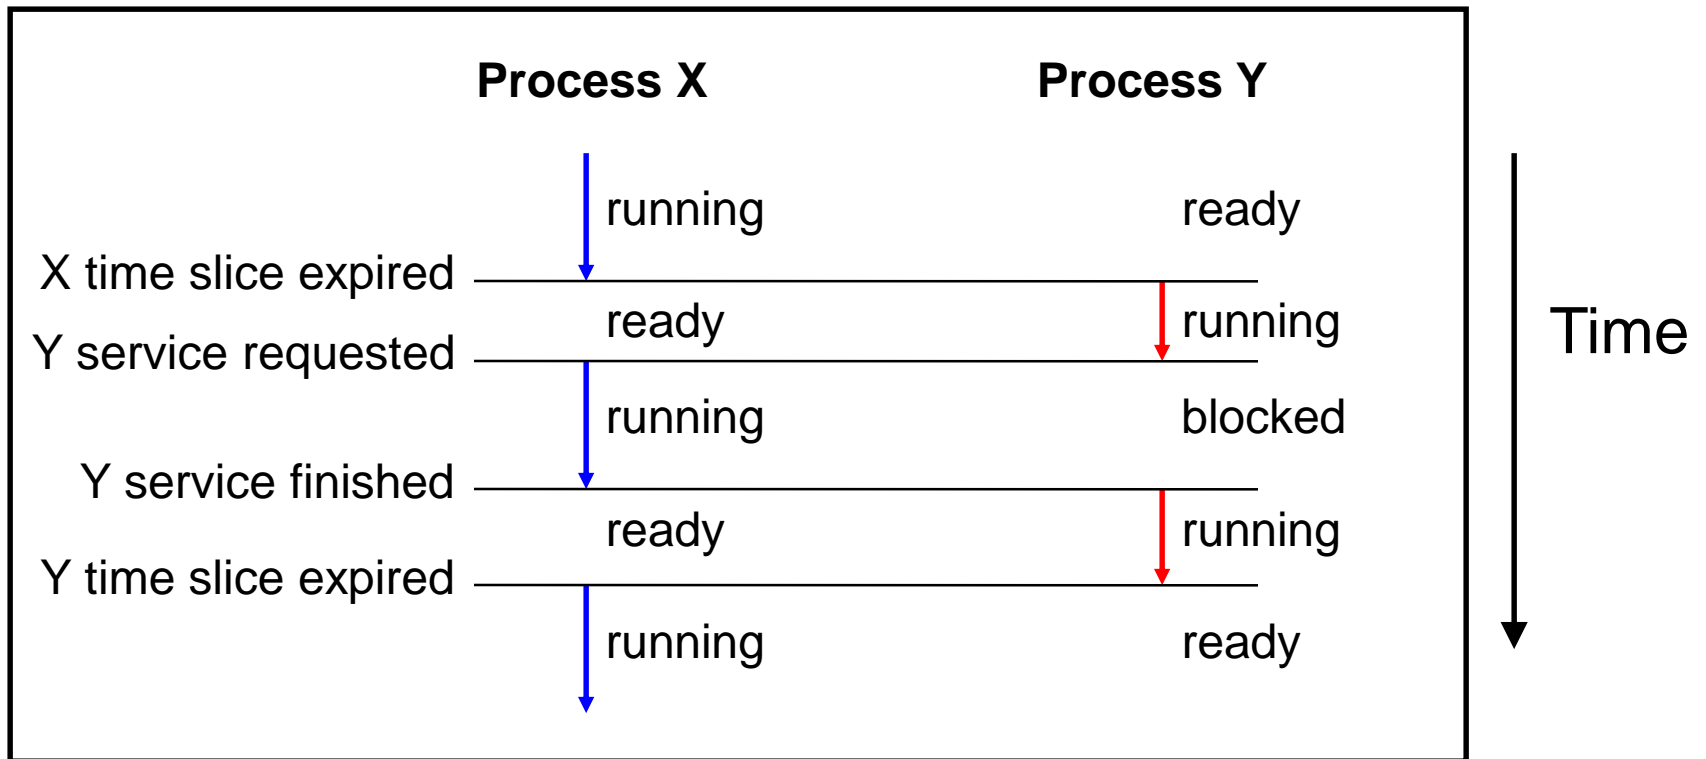 Process X Process Y
running ready
X time slice expired
ready running
Y service requested
Time
running blocked
Y service finished
ready running
Y time slice expired
running ready